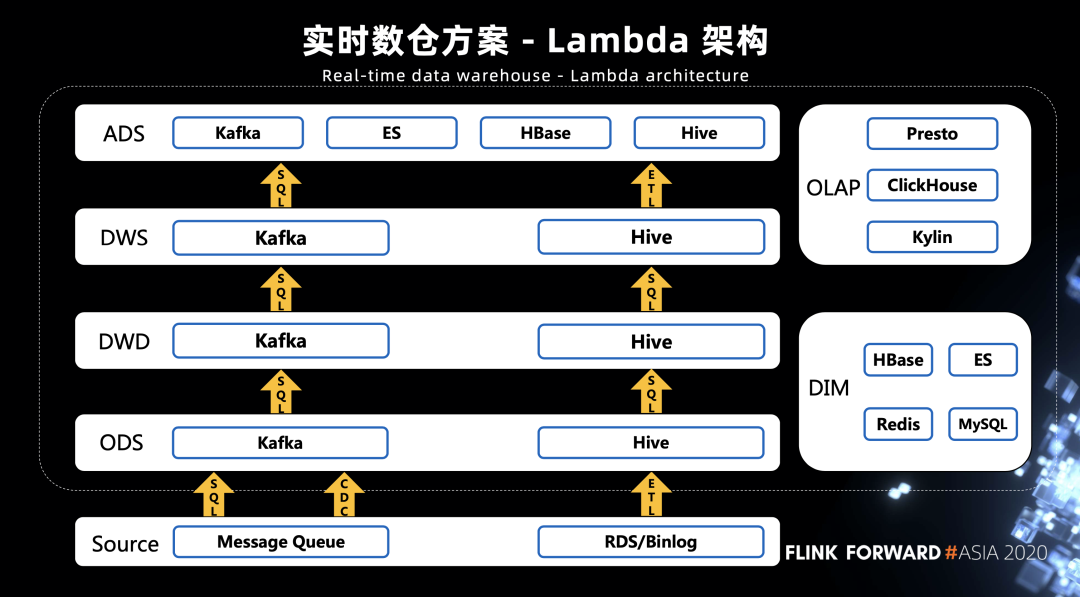 实时数仓方案 - Lambda 架构
Real-time data warehouse - Lambda architecture
ADS Kafka ES HBase Hive
SQL ETL
DWS Kafka Hive
SQL SQL
DWD Kafka Hive
SQL SQL
ODS Kafka Hive
SQL CDC ETL
Source Message Queue RDS/Binlog
OLAP
Presto
ClickHouse
Kylin
DIM
HBase ES
Redis MySQL
FLINK FORWARD #ASIA 2020